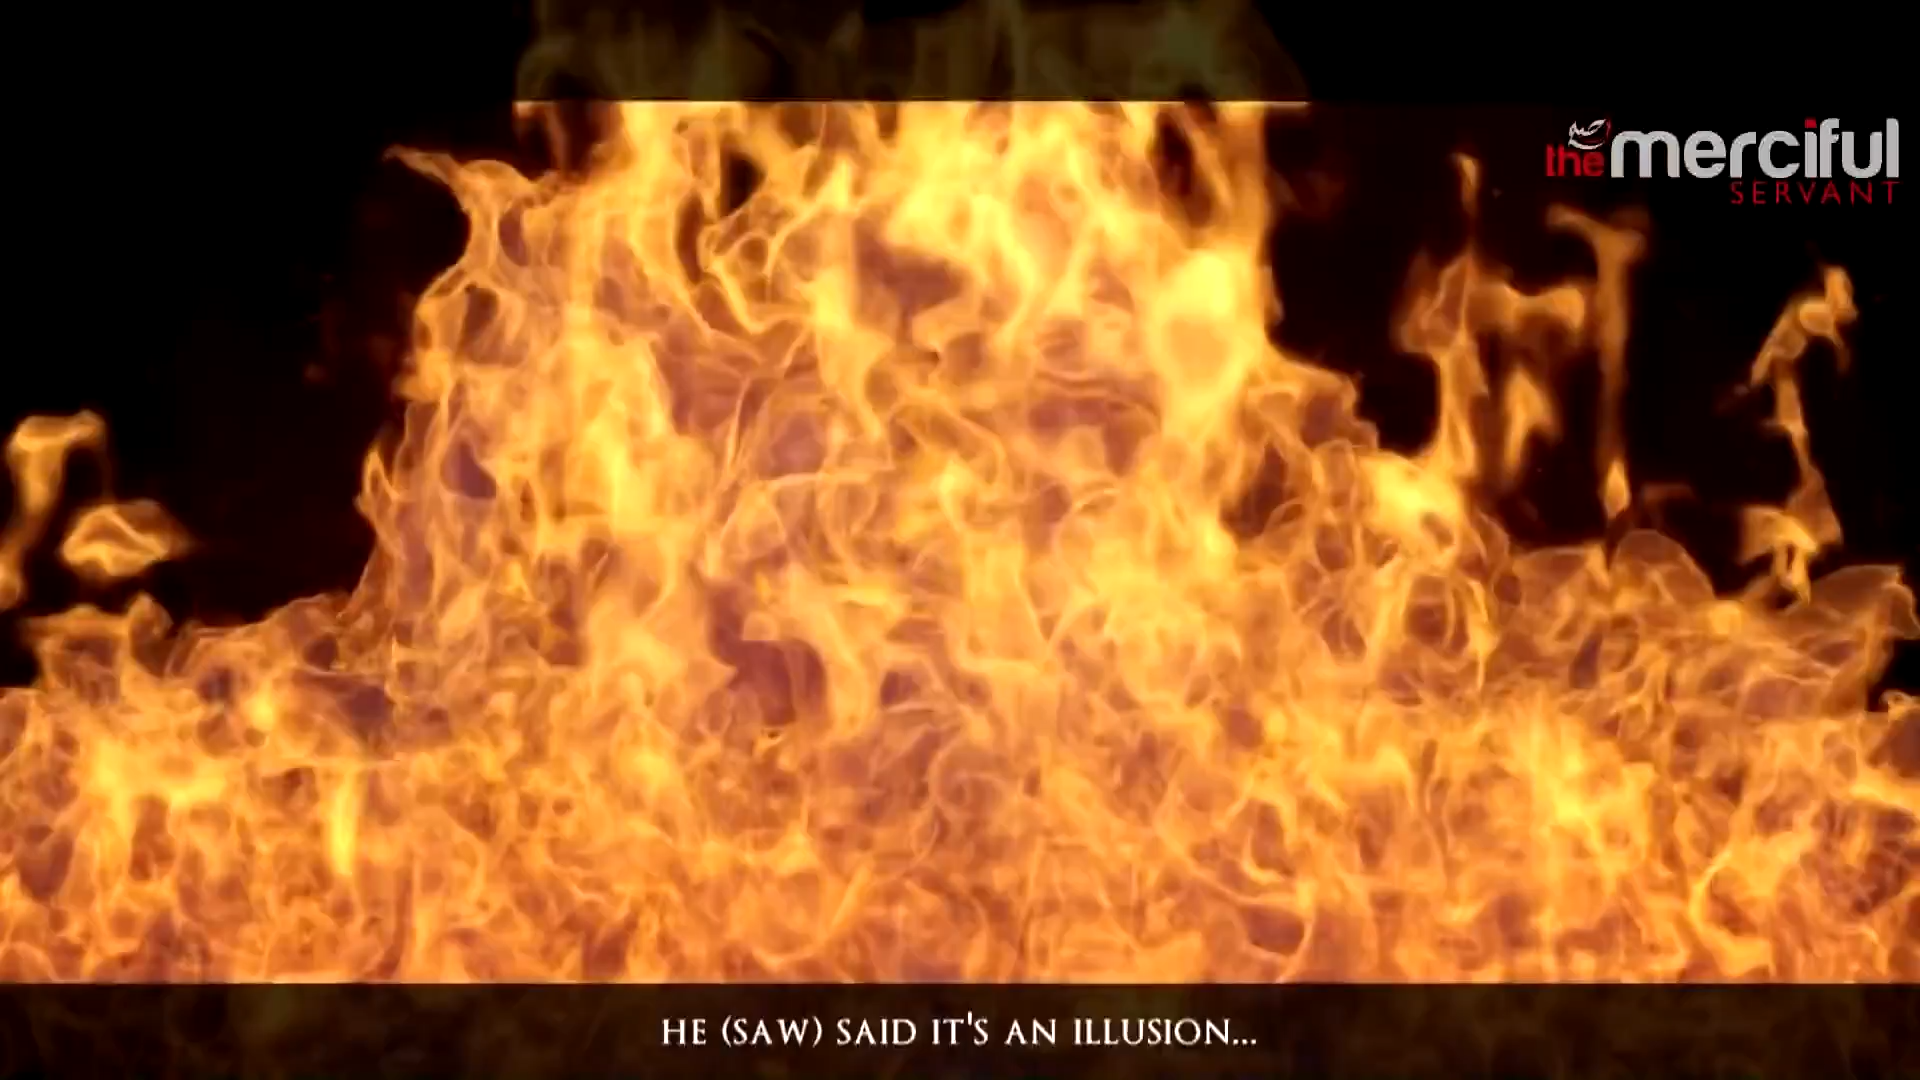 the merciful
SERVANT
HE (SAW) SAID IT'S AN ILLUSION...